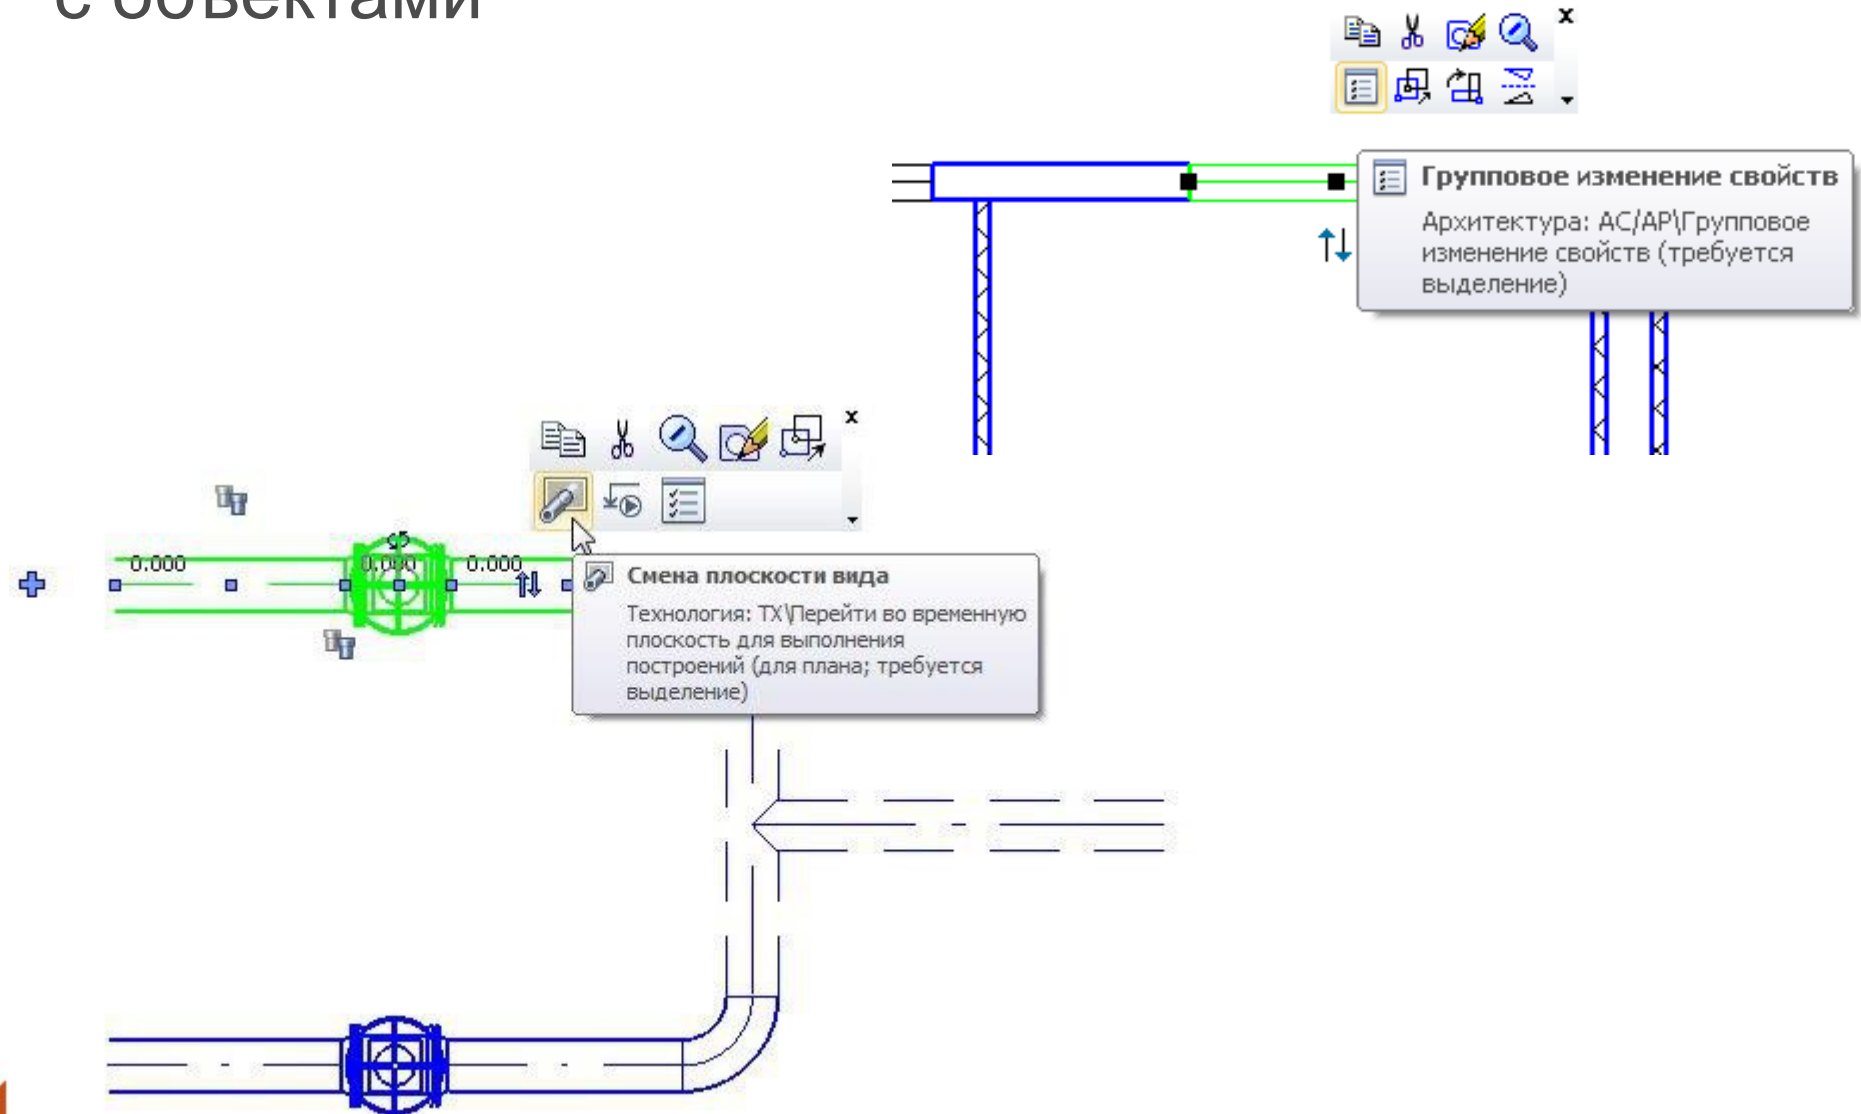 с объектами
x
Групповое изменение свойств
Архитектура: АС/АР\Групповое
изменение свойств (требуется
выделение)
x
0.000
0.000
0.000
Смена плоскости вида
Технология: ТХ\Перейти во временную
плоскость для выполнения
построений (для плана; требуется
выделение)